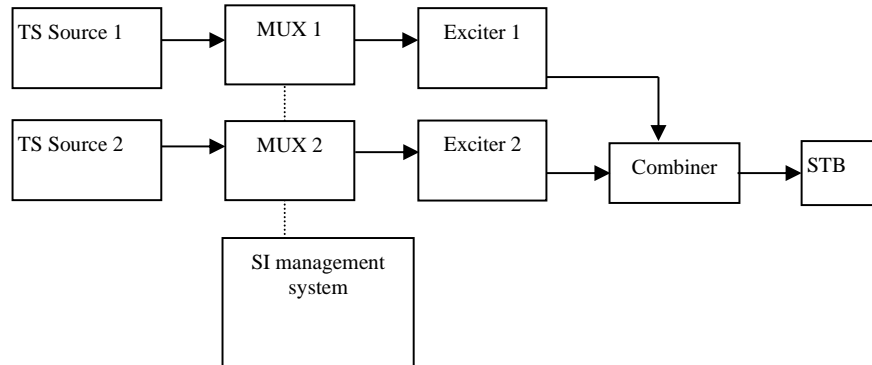 TS Source 1
MUX 1
Exciter 1
TS Source 2
MUX 2
Exciter 2
Combiner
STB
SI management
system